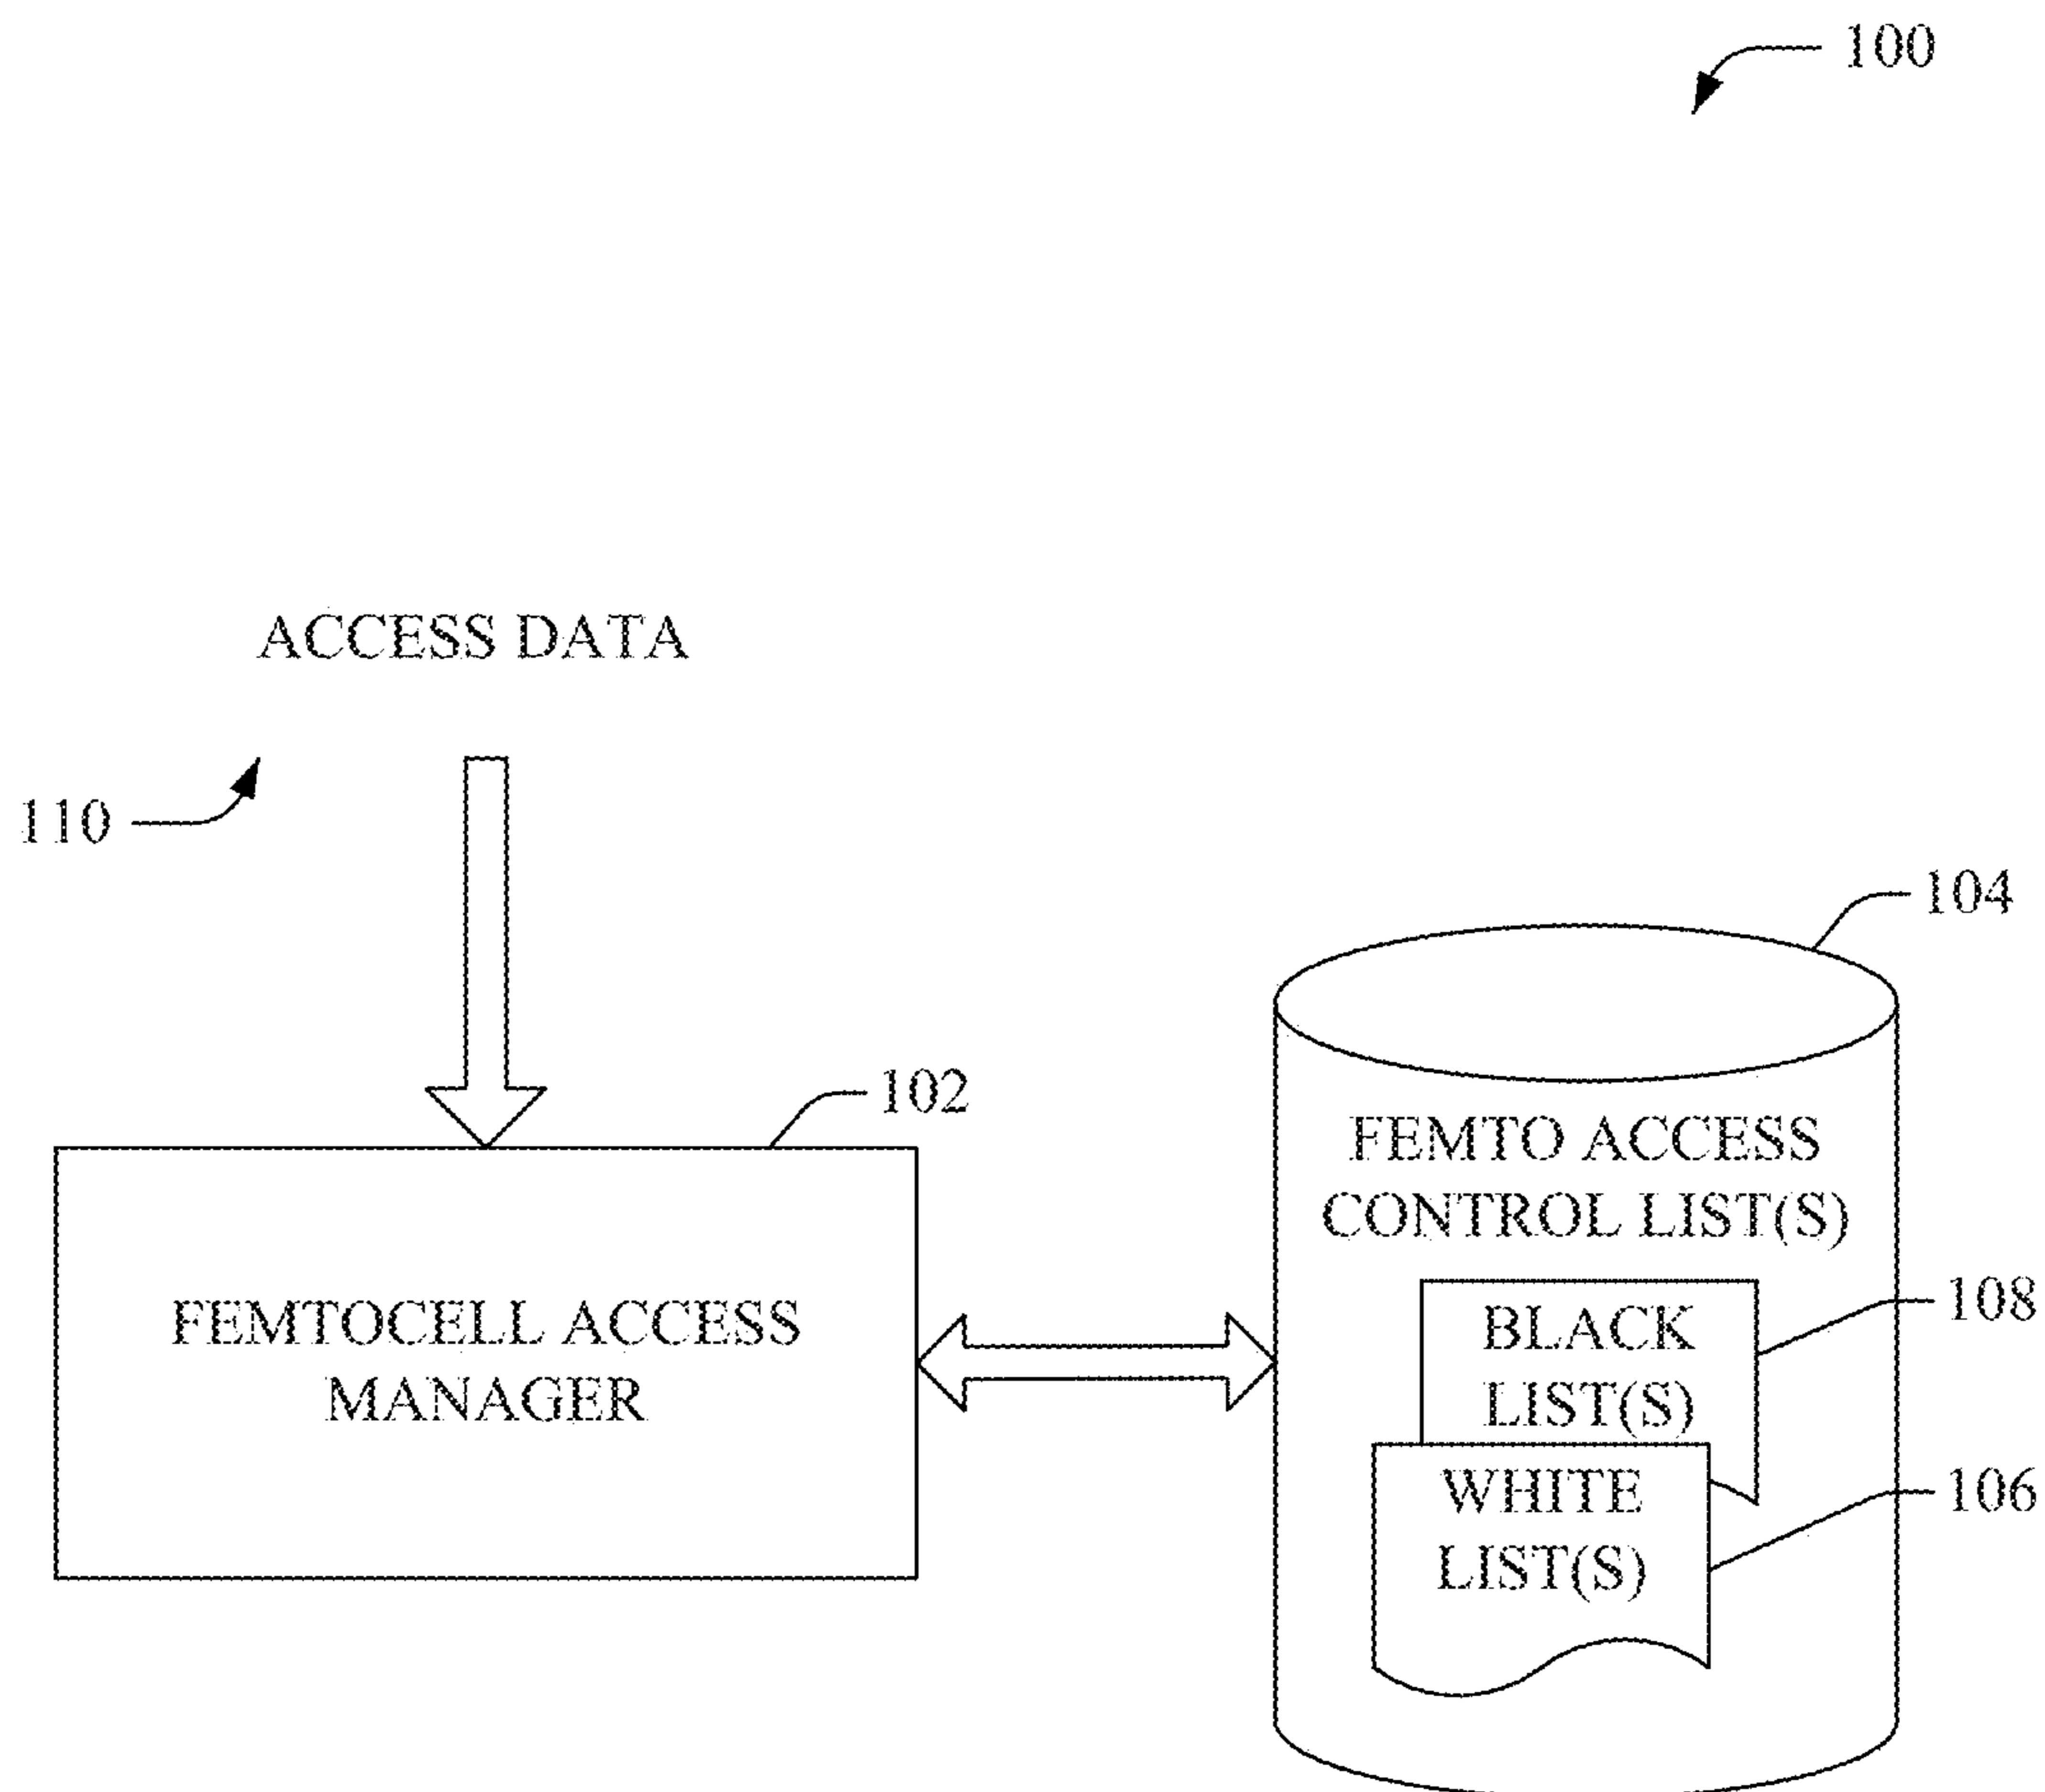 100
ACCESS DATA
110
104
102
FEMTO ACCESS
CONTROL LIST(S)
FEMTOCELL ACCESS
MANAGER
BLACK
LIST(S)
108
WHITE
LIST(S)
106